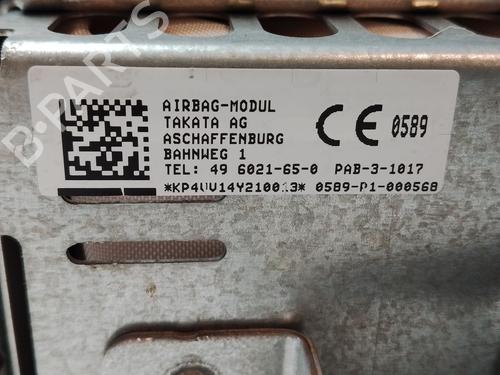 AIRBAG-MODUL
TAKATA AG
ASCHAFFENBURG
BAHNWEG 1
TEL: 49 6021-65-0 PAB-3-1017
0589-P1-000568
CE 0589
B-PARTS